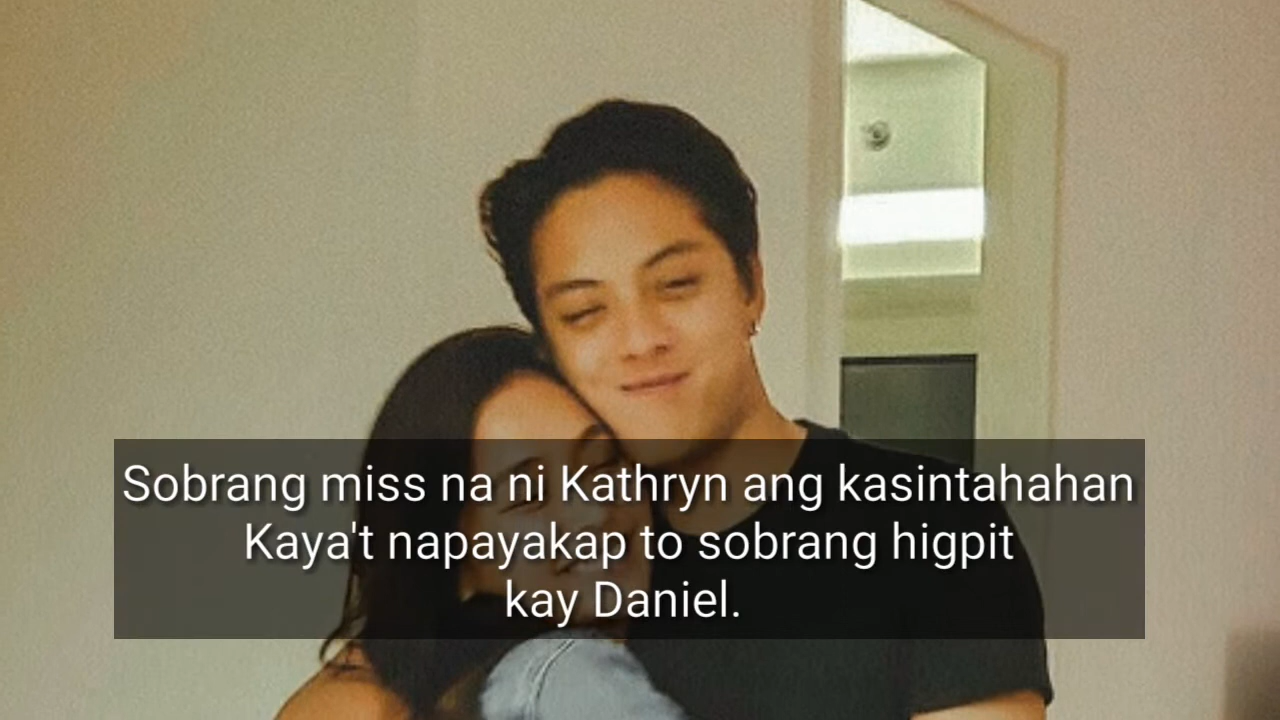 Sobrang miss na ni Kathryn ang kasintahahan
Kaya't napayakap to sobrang higpit
kay Daniel.